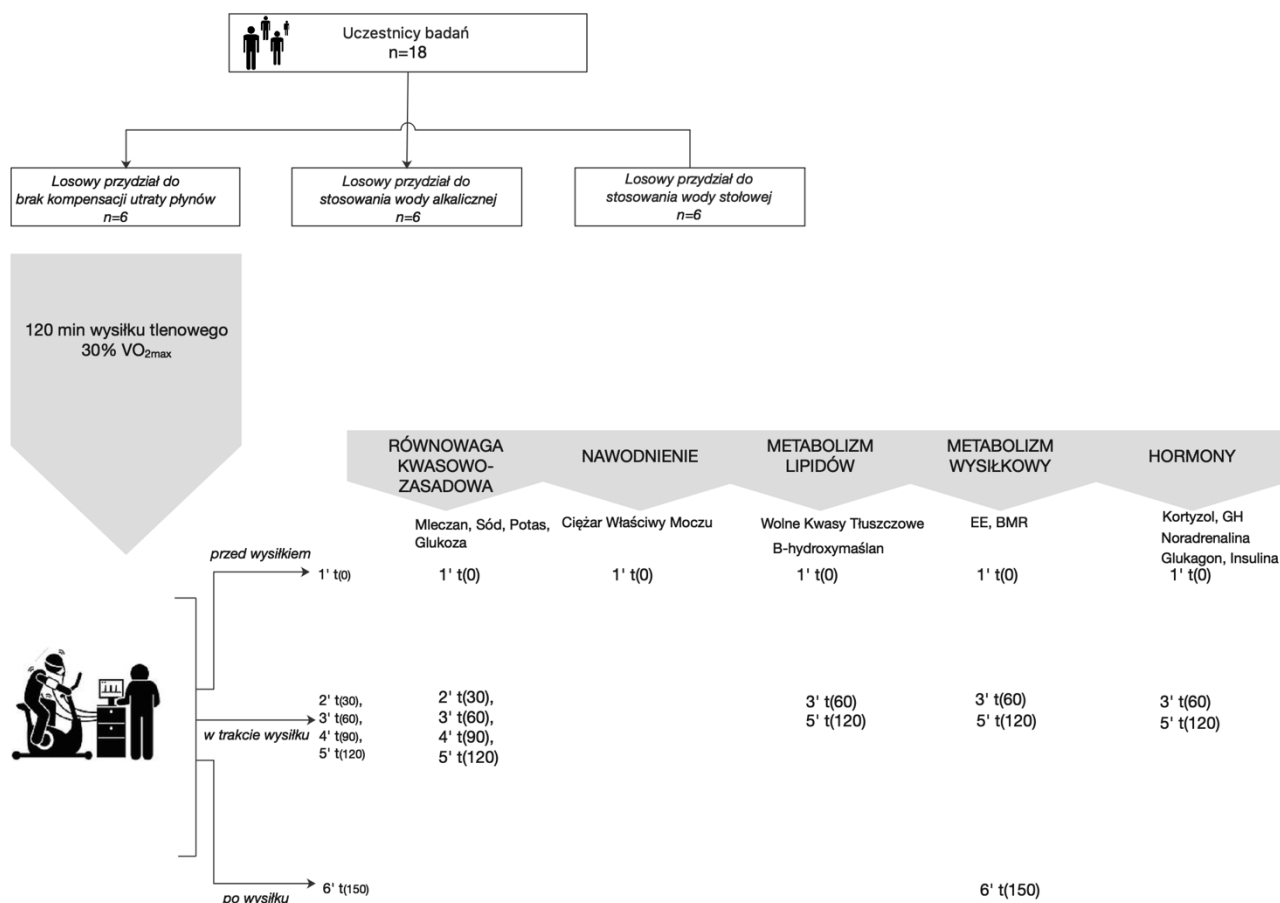 Uczestnicy badań
n=18
Losowy przydział do
brak kompensacji utraty płynów
n=6
Losowy przydział do
stosowania wody alkalicznej
n=6
Losowy przydział do
stosowania wody stołowej
n=6
120 min wysiłku tlenowego
30% VO2max
RÓWNOWAGA
KWASOWO-
ZASADOWA
NAWODNIENIE
METABOLIZM
LIPIDÓW
METABOLIZM
WYSIŁKOWY
HORMONY
Mleczan, Sód, Potas,
Glukoza
Ciężar Właściwy Moczu
Wolne Kwasy Tłuszczowe
B-hydroxymaślan
EE, BMR
Kortyzol, GH
Noradrenalina
Glukagon, Insulina
przed wysiłkiem
1' t(0)
1' t(0)
1' t(0)
1' t(0)
1' t(0)
1' t(0)
w trakcie wysiłku
2' t(30),
3' t(60),
4' t(90),
5' t(120)
2' t(30),
3' t(60),
4' t(90),
5' t(120)
3' t(60)
5' t(120)
3' t(60)
5' t(120)
3' t(60)
5' t(120)
po wysiłku
6' t(150)
6' t(150)